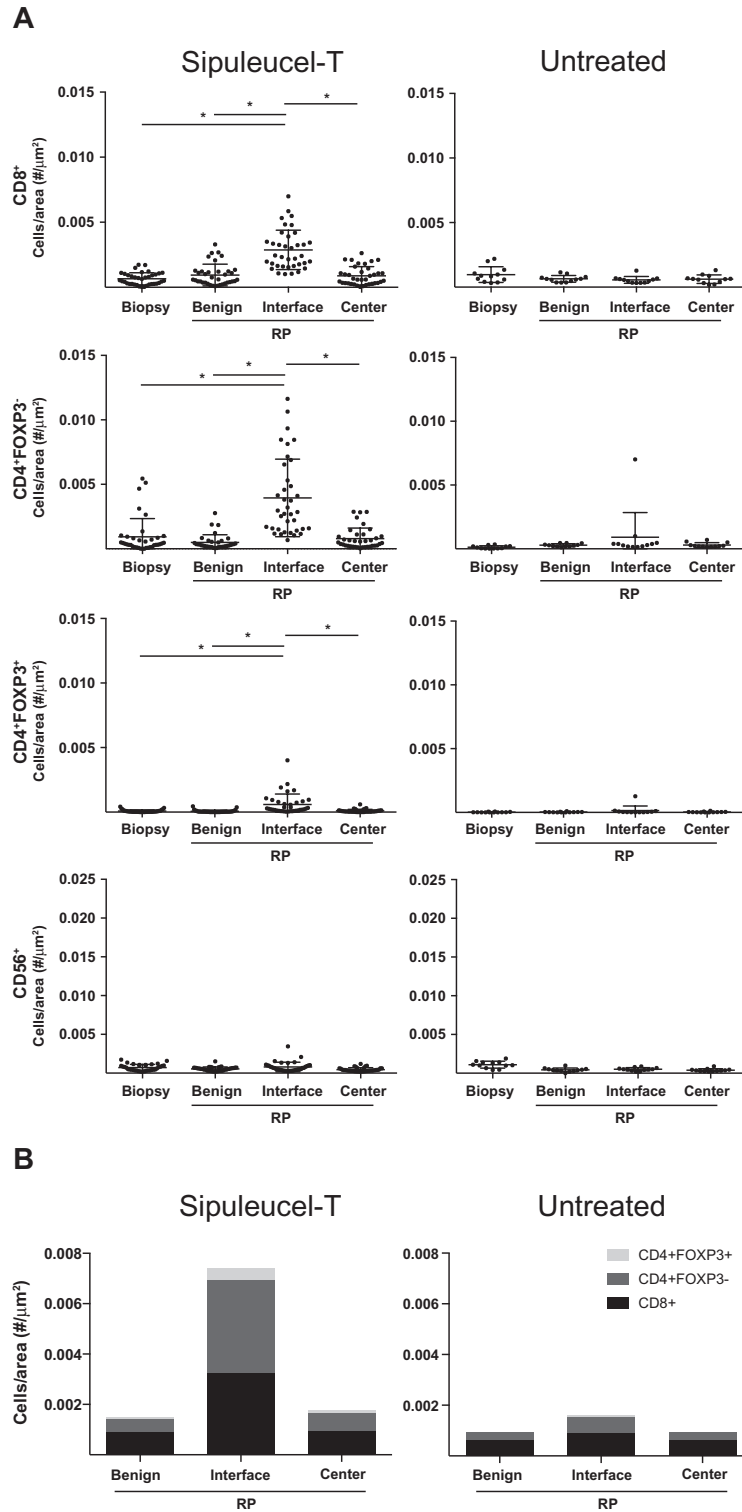 A
Sipuleucel-T Untreated
CD8⁺
Cells/area (#/μm²)
0.015
0.010
0.005
* * *
Biopsy Benign Interface Center
RP
0.015
0.010
0.005
Biopsy Benign Interface Center
RP
CD4⁺FOXP3⁻
Cells/area (#/μm²)
0.015
0.010
0.005
* * *
Biopsy Benign Interface Center
RP
0.015
0.010
0.005
Biopsy Benign Interface Center
RP
CD4⁺FOXP3⁺
Cells/area (#/μm²)
0.015
0.010
0.005
* * *
Biopsy Benign Interface Center
RP
0.015
0.010
0.005
Biopsy Benign Interface Center
RP
CD56⁺
Cells/area (#/μm²)
0.025
0.020
0.015
0.010
0.005
Biopsy Benign Interface Center
RP
0.025
0.020
0.015
0.010
0.005
Biopsy Benign Interface Center
RP
B
Sipuleucel-T Untreated
Cells/area (#/μm²)
0.008
0.006
0.004
0.002
Benign Interface Center
RP
0.008
0.006
0.004
0.002
CD4+FOXP3+
CD4+FOXP3-
CD8+
Benign Interface Center
RP